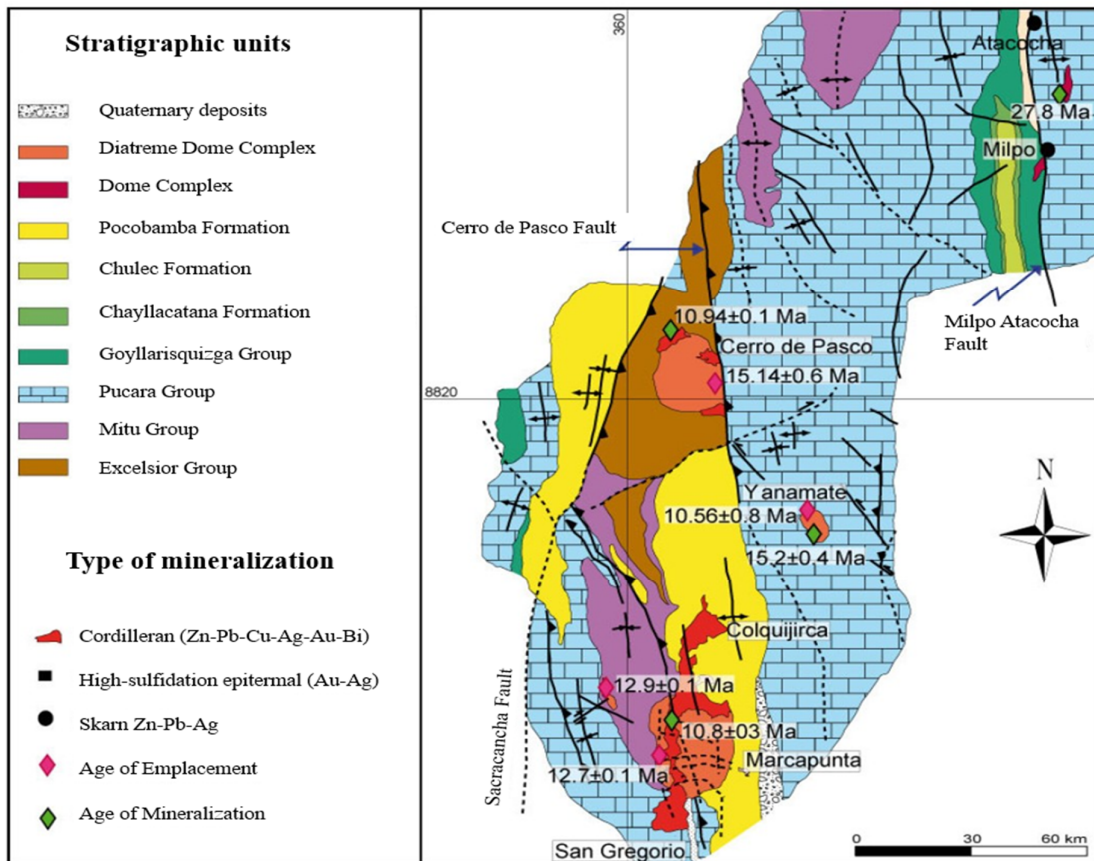 Stratigraphic units
Quaternary deposits
Diatreme Dome Complex
Dome Complex
Pocobamba Formation
Chulec Formation
Chayllacatana Formation
Goyllarisquizga Group
Pucara Group
Mitu Group
Excelsior Group
Type of mineralization
Cordilleran (Zn-Pb-Cu-Ag-Au-Bi)
High-sulfidation epitermal (Au-Ag)
Skarn Zn-Pb-Ag
Age of Emplacement
Age of Mineralization
360
Atacocha
27.8 Ma
Milpo
Cerro de Pasco Fault
10.94±0.1 Ma
Milpo Atacocha
Fault
Cerro de Pasco
15.14±0.6 Ma
8820
Yanamate
10.56±0.8 Ma
N
15.2±0.4 Ma
Colquijirca
12.9±0.1 Ma
Sacracancha Fault
10.8±03 Ma
Marcapunta
12.7±0.1 Ma
San Gregorio
0 30 60 km